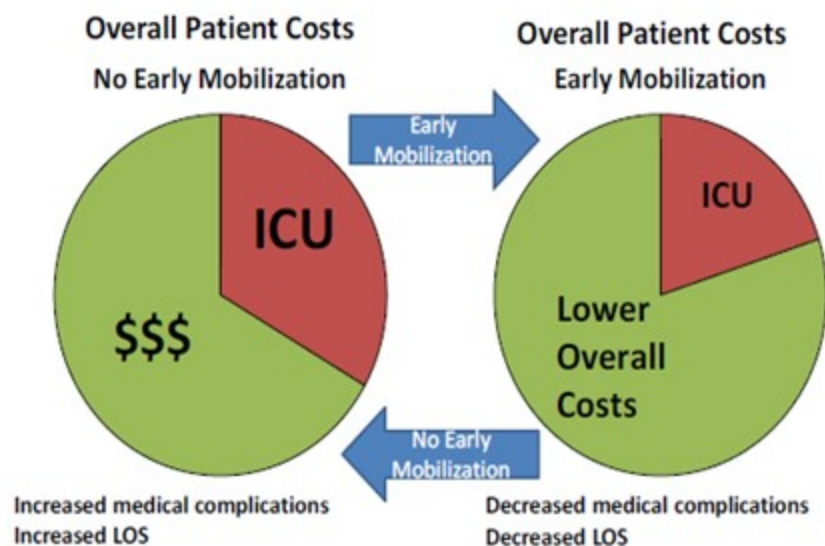 Overall Patient Costs
No Early Mobilization
Overall Patient Costs
Early Mobilization
Early
Mobilization
ICU
$$$
ICU
Lower
Overall
Costs
No Early
Mobilization
Increased medical complications
Increased LOS
Decreased medical complications
Decreased LOS